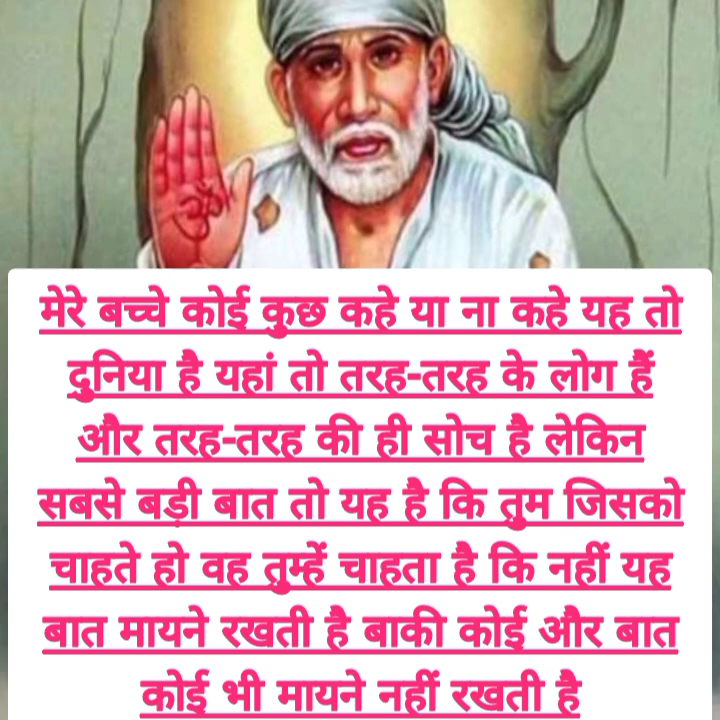 ॐ
मेरे बच्चे कोई कुछ कहे या ना कहे यह तो
दुनिया है यहां तो तरह-तरह के लोग हैं
और तरह-तरह की ही सोच है लेकिन
सबसे बड़ी बात तो यह है कि तुम जिसको
चाहते हो वह तुम्हें चाहता है कि नहीं यह
बात मायने रखती है बाकी कोई और बात
कोई भी मायने नहीं रखती है